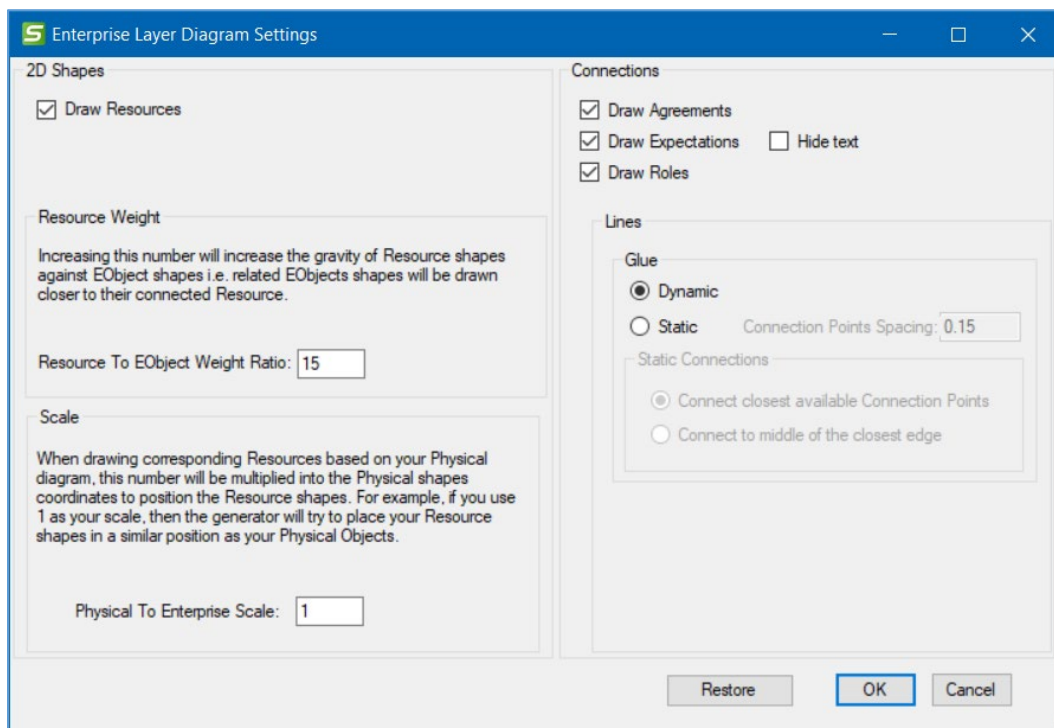 S Enterprise Layer Diagram Settings
2D Shapes
Draw Resources
Resource Weight
Increasing this number will increase the gravity of Resource shapes
against EObject shapes i.e. related EObjects shapes will be drawn
closer to their connected Resource.
Resource To EObject Weight Ratio: 15
Scale
When drawing corresponding Resources based on your Physical
diagram, this number will be multiplied into the Physical shapes
coordinates to position the Resource shapes. For example, if you use
1 as your scale, then the generator will try to place your Resource
shapes in a similar position as your Physical Objects.
Physical To Enterprise Scale: 1
Connections
Draw Agreements
Draw Expectations Hide text
Draw Roles
Lines
Glue
Dynamic
Static Connection Points Spacing: 0.15
Static Connections
Connect closest available Connection Points
Connect to middle of the closest edge
Restore OK Cancel